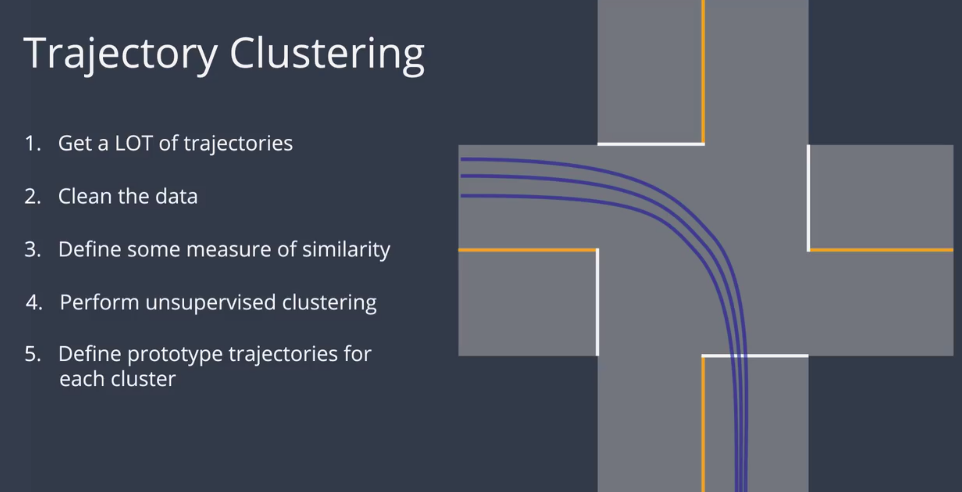 Trajectory Clustering
1. Get a LOT of trajectories
2. Clean the data
3. Define some measure of similarity
4. Perform unsupervised clustering
5. Define prototype trajectories for
each cluster